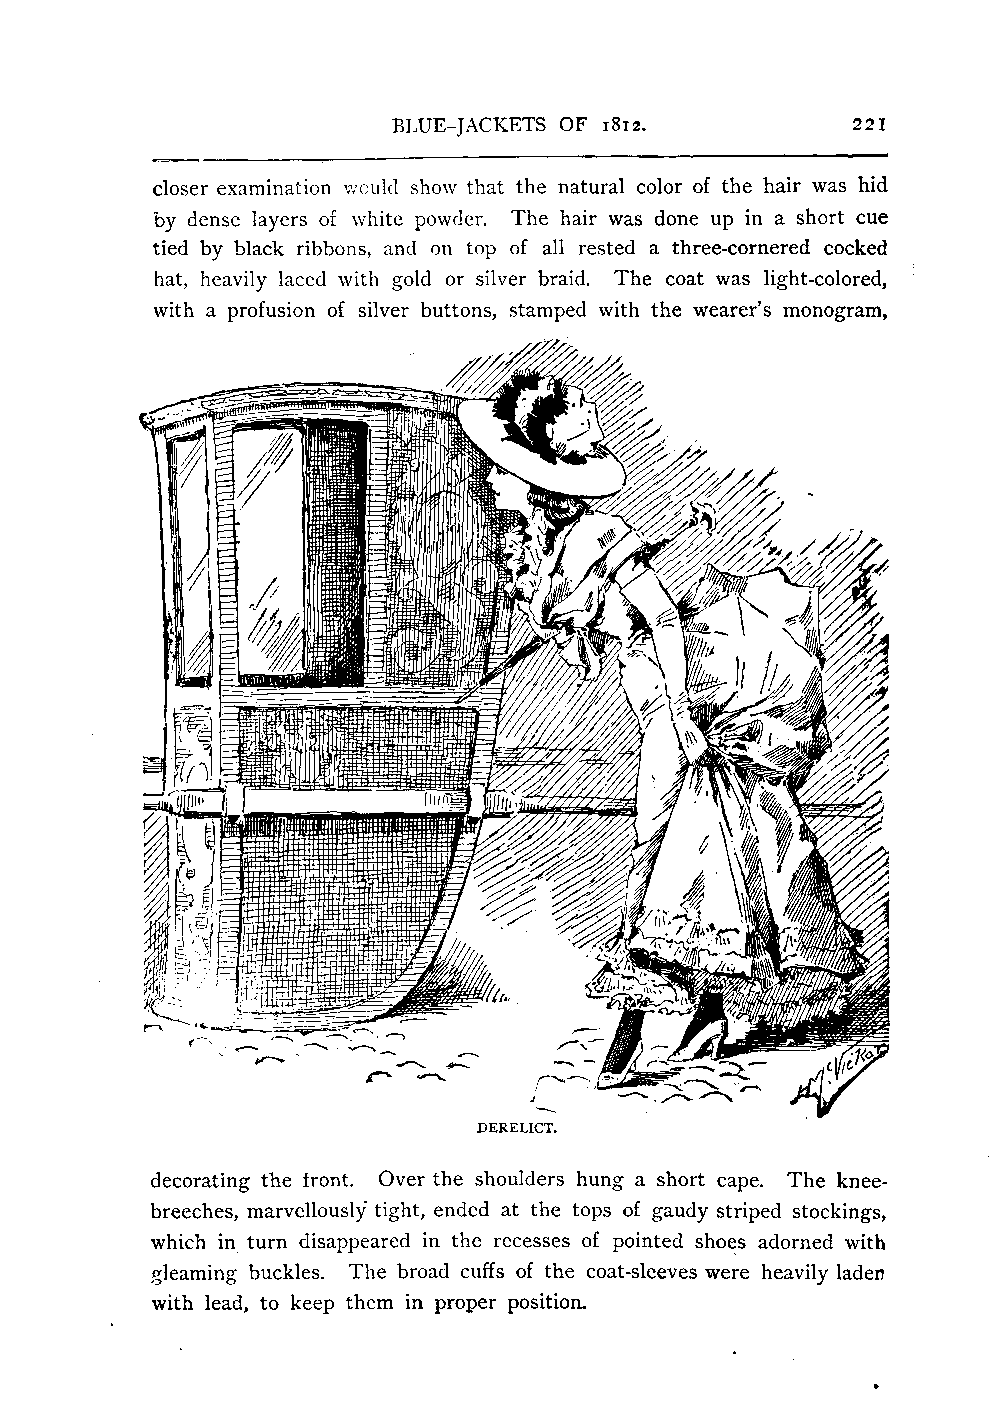 BLUE-JACKETS OF 1812. 221
closer examination would show that the natural color of the hair was hid
by dense layers of white powder. The hair was done up in a short cue
tied by black ribbons, and on top of all rested a three-cornered cocked
hat, heavily laced with gold or silver braid. The coat was light-colored,
with a profusion of silver buttons, stamped with the wearer's monogram,
H McVickar
DERELICT.
decorating the front. Over the shoulders hung a short cape. The knee-
breeches, marvellously tight, ended at the tops of gaudy striped stockings,
which in turn disappeared in the recesses of pointed shoes adorned with
gleaming buckles. The broad cuffs of the coat-sleeves were heavily laden
with lead, to keep them in proper position.